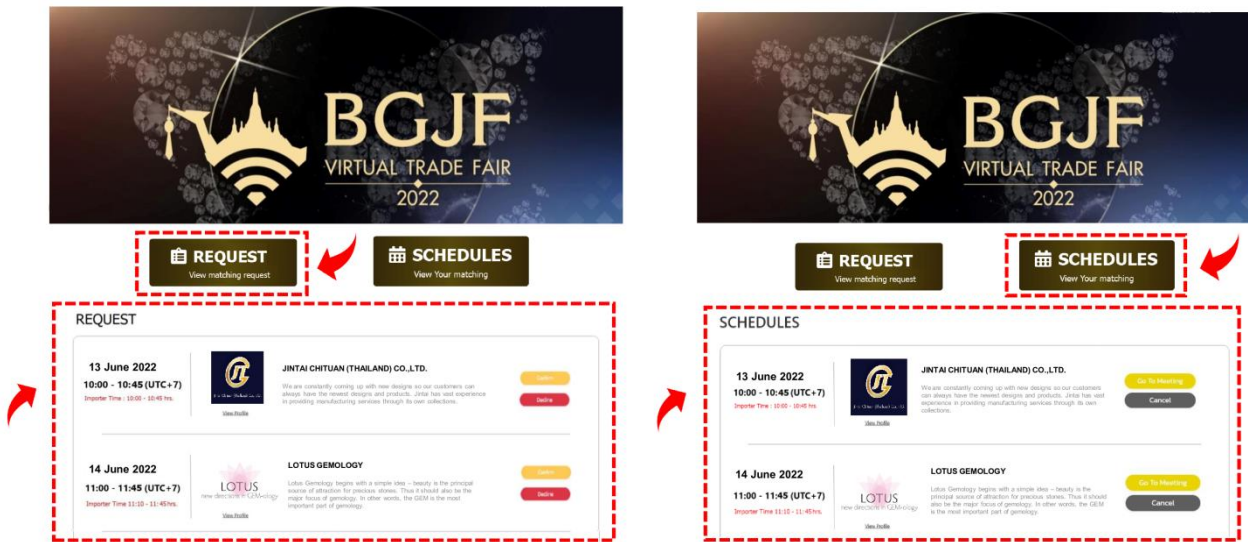 BGJF
VIRTUAL TRADE FAIR
2022
REQUEST
View matching request
SCHEDULES
View Your matching
REQUEST
13 June 2022
10:00 - 10:45 (UTC+7)
Importer Time : 10:00 - 10:45 hrs.
JINTAI CHITUAN (THAILAND) CO.,LTD.
We are constantly coming up with new designs so our customers can
always have the newest designs and products. Jintai has vast experience
in providing manufacturing services through its own collections.
View Profile
Confirm
Decline
14 June 2022
11:00 - 11:45 (UTC+7)
Importer Time 11:10 - 11:45 hrs.
LOTUS
new directions in GEMology
View Profile
LOTUS GEMOLOGY
Lotus Gemology begins with a simple idea – beauty is the principal
source of attraction for precious stones. Thus it should also be the
major focus of gemology. In other words, the GEM is the most
important part of gemology.
Confirm
Decline
BGJF
VIRTUAL TRADE FAIR
2022
REQUEST
View matching request
SCHEDULES
View Your matching
SCHEDULES
13 June 2022
10:00 - 10:45 (UTC+7)
Importer Time : 10:00 - 10:45 hrs.
JINTAI CHITUAN (THAILAND) CO.,LTD.
We are constantly coming up with new designs so our customers
can always have the newest designs and products. Jintai has vast
experience in providing manufacturing services through its own
collections.
View Profile
Go To Meeting
Cancel
14 June 2022
11:00 - 11:45 (UTC+7)
Importer Time 11:10 - 11:45 hrs.
LOTUS
new directions in GEMology
View Profile
LOTUS GEMOLOGY
Lotus Gemology begins with a simple idea – beauty is the
principal source of attraction for precious stones. Thus it should
also be the major focus of gemology. In other words, the GEM
is the most important part of gemology.
Go To Meeting
Cancel